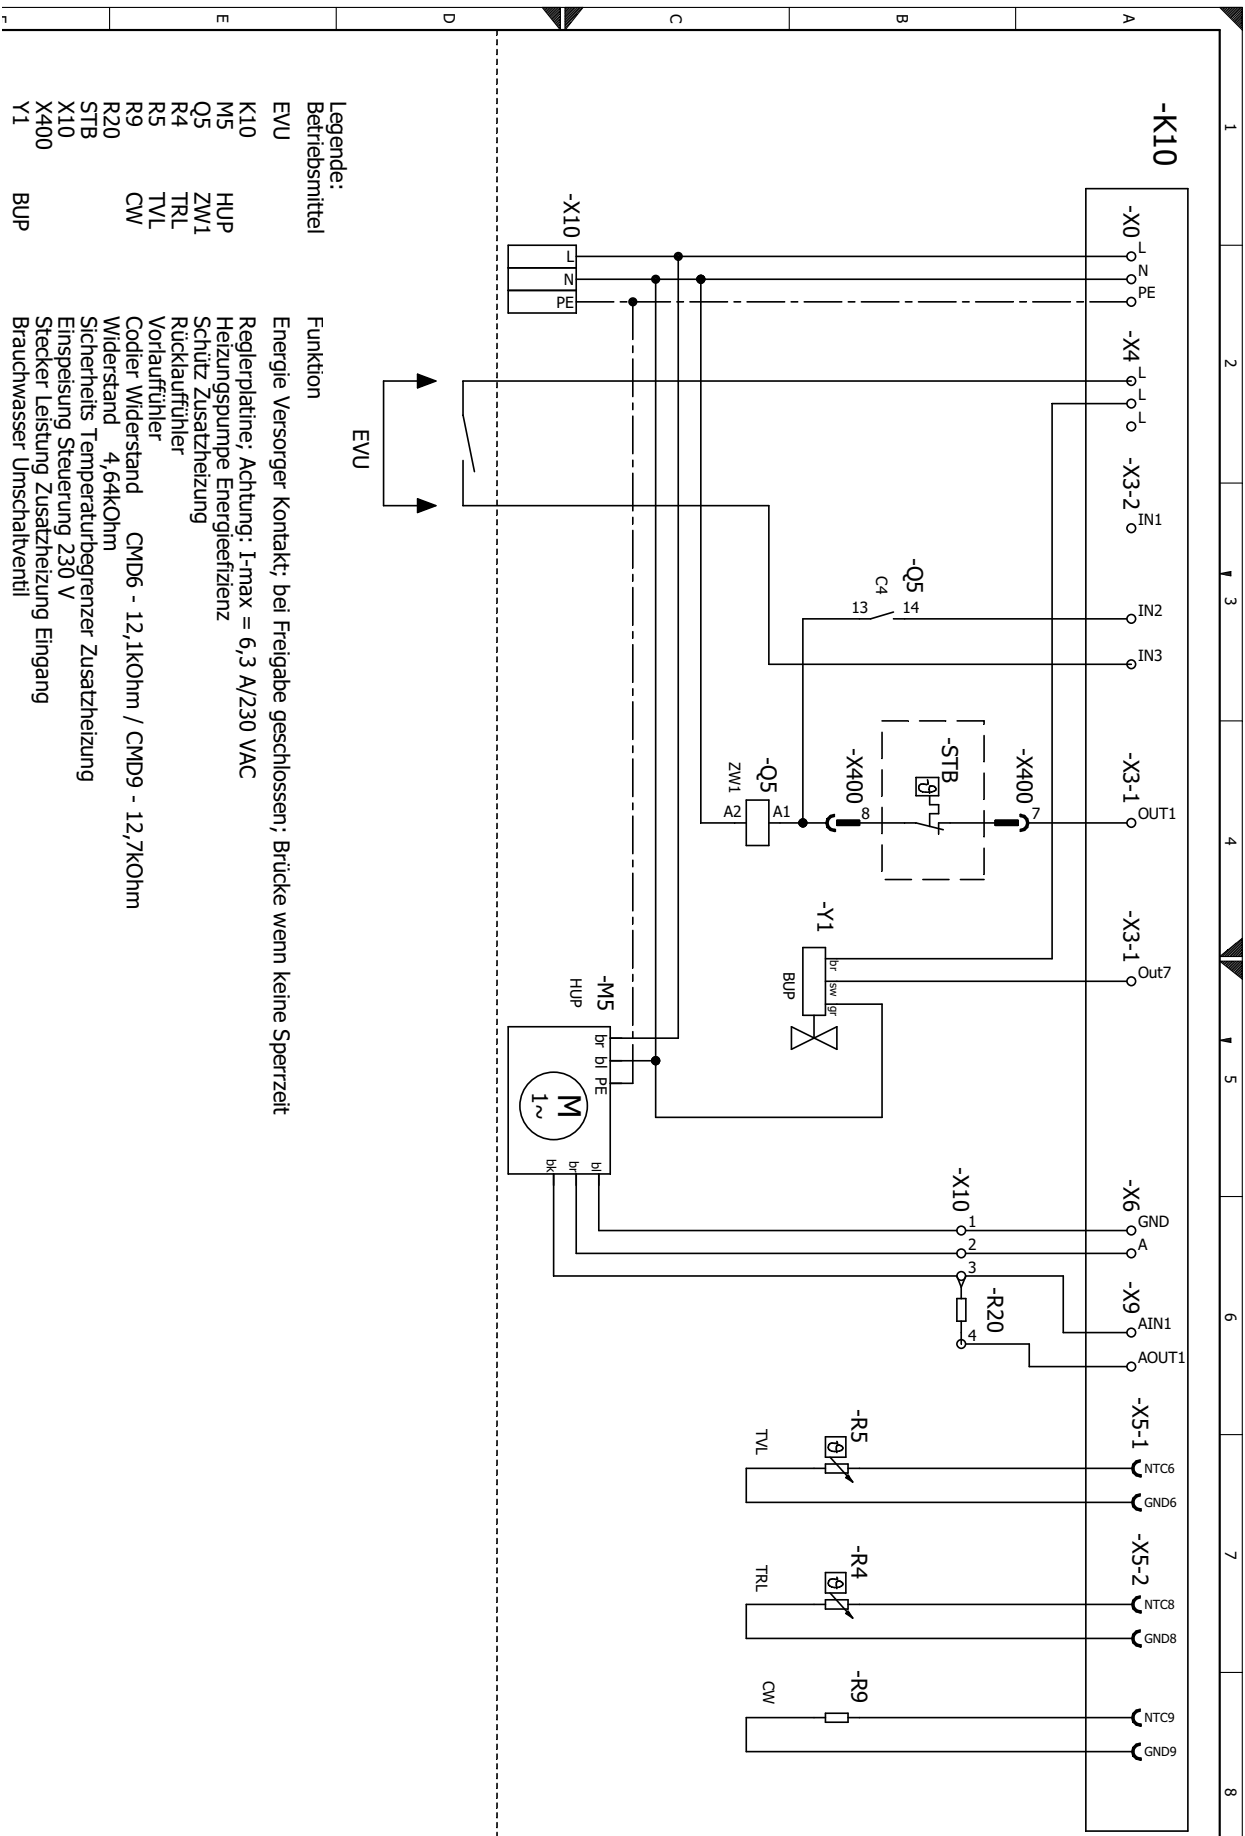 1
2
3
4
5
6
7
8
A
B
C
D
E
-K10
-X0
L
N
PE
-X4
L
L
L
-X3-2
IN1
IN2
IN3
-X3-1
OUT1
-X3-1
Out7
-X6
GND
A
-X9
AIN1
AOUT1
-X5-1
NTC6
GND6
-X5-2
NTC8
GND8
NTC9
GND9
-Q5
C4
13
14
-X400
7
-STB
ϑ
-X400
8
-Q5
ZW1
A1
A2
-Y1
BUP
br
sw
gr
-X10
1
2
3
4
-R20
-R5
ϑ
TVL
-R4
ϑ
TRL
-R9
CW
-X10
L
N
PE
-M5
HUP
br
bl
PE
M
1~
bk
br
bl
EVU
Legende:
Betriebsmittel Funktion
EVU Energie Versorger Kontakt; bei Freigabe geschlossen; Brücke wenn keine Sperrzeit
K10 Reglerplatine; Achtung: I-max = 6,3 A/230 VAC
M5 HUP Heizungspumpe Energieefizienz
Q5 ZW1 Schütz Zusatzheizung
R4 TRL Rücklauffühler
R5 TVL Vorlauffühler
R9 CW Codier Widerstand CMD6 - 12,1kOhm / CMD9 - 12,7kOhm
R20 Widerstand 4,64kOhm
STB Sicherheits Temperaturbegrenzer Zusatzheizung
X10 Einspeisung Steuerung 230 V
X400 Stecker Leistung Zusatzheizung Eingang
Y1 BUP Brauchwasser Umschaltventil